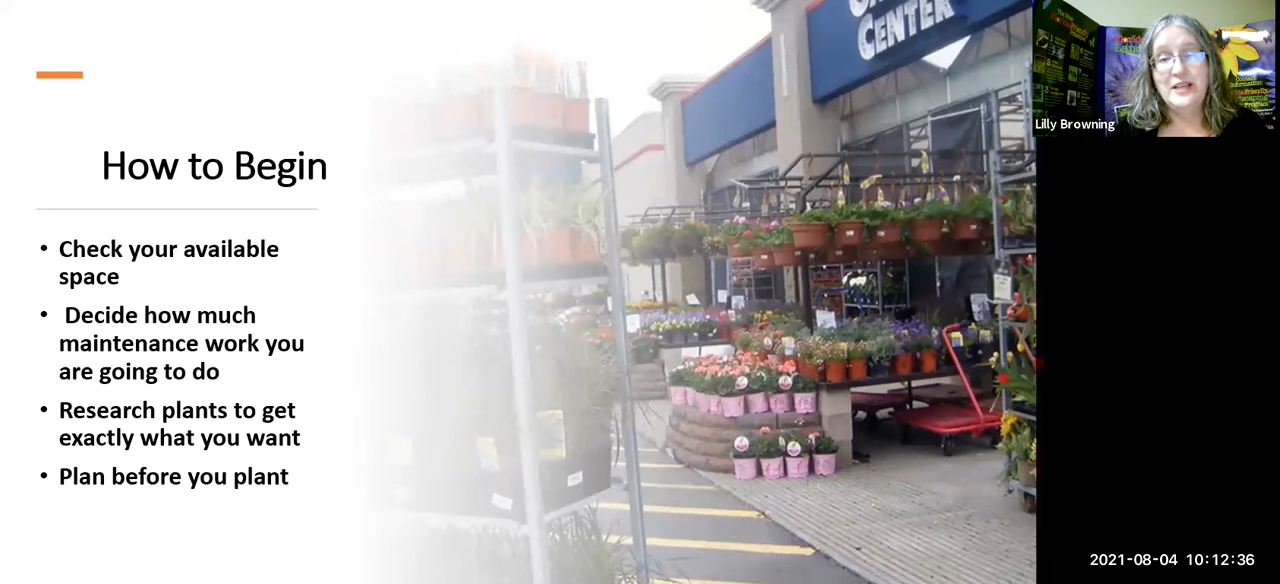 How to Begin
• Check your available
space
• Decide how much
maintenance work you
are going to do
• Research plants to get
exactly what you want
• Plan before you plant
CENTER
Lilly Browning
2021-08-04 10:12:36